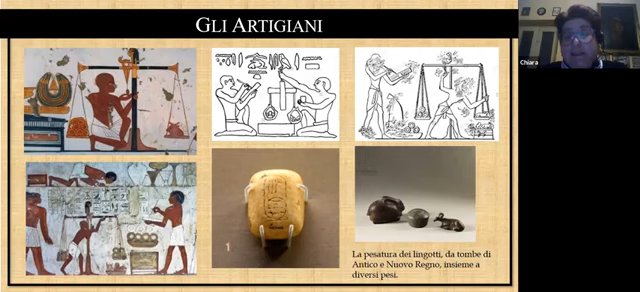 GLI ARTIGIANI
Chiara
1
La pesatura dei lingotti, da tombe di
Antico e Nuovo Regno, insieme a
diversi pesi.